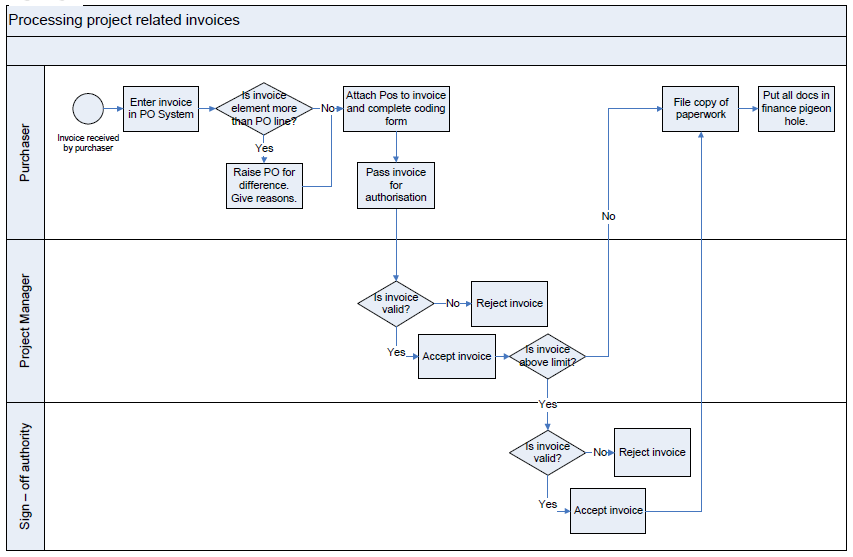 Processing project related invoices
Purchaser
Invoice received
by purchaser
Enter invoice
in PO System
Is invoice
element more
than PO line?
No
Yes
Raise PO for
difference.
Give reasons.
Attach Pos to invoice
and complete coding
form
Pass invoice
for
authorisation
No
File copy of
paperwork
Put all docs in
finance pigeon
hole.
Project Manager
Is invoice
valid?
No
Reject invoice
Yes
Accept invoice
Is invoice
above limit?
Yes
Sign – off authority
Is invoice
valid?
No
Reject invoice
Yes
Accept invoice